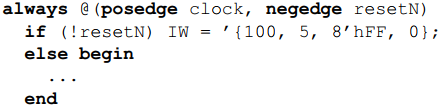 always @(posedge clock, negedge resetN)
if (!resetN) IW = ’{100, 5, 8’hFF, 0};
else begin
...
end